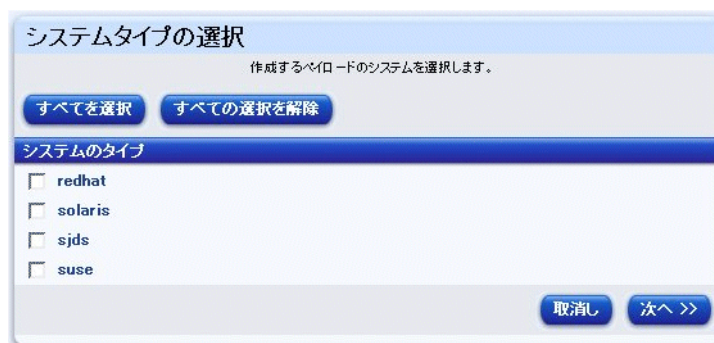 システムタイプの選択
作成するペイロードのシステムを選択します。
すべてを選択 すべての選択を解除
システムのタイプ
redhat
solaris
sjds
suse
取消し 次へ >>